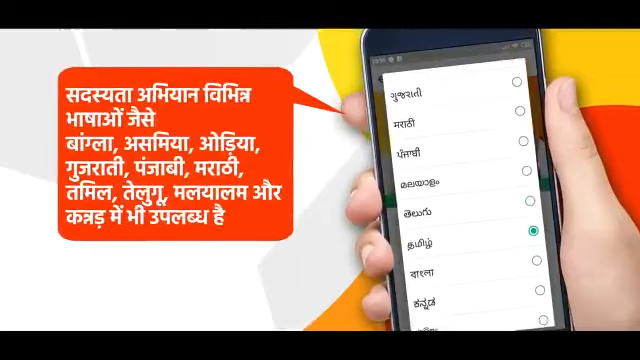 सदस्यता अभियान विभिन्न
भाषाओं जैसे
बांग्ला, असमिया, ओड़िया,
गुजराती, पंजाबी, मराठी,
तमिल, तेलुगू, मलयालम और
कन्नड़ में भी उपलब्ध है
ગુજરાતી
मराठी
ਪੰਜਾਬੀ
മലയാളം
తెలుగు
தமிழ்
বাংলা
ಕನ್ನಡ